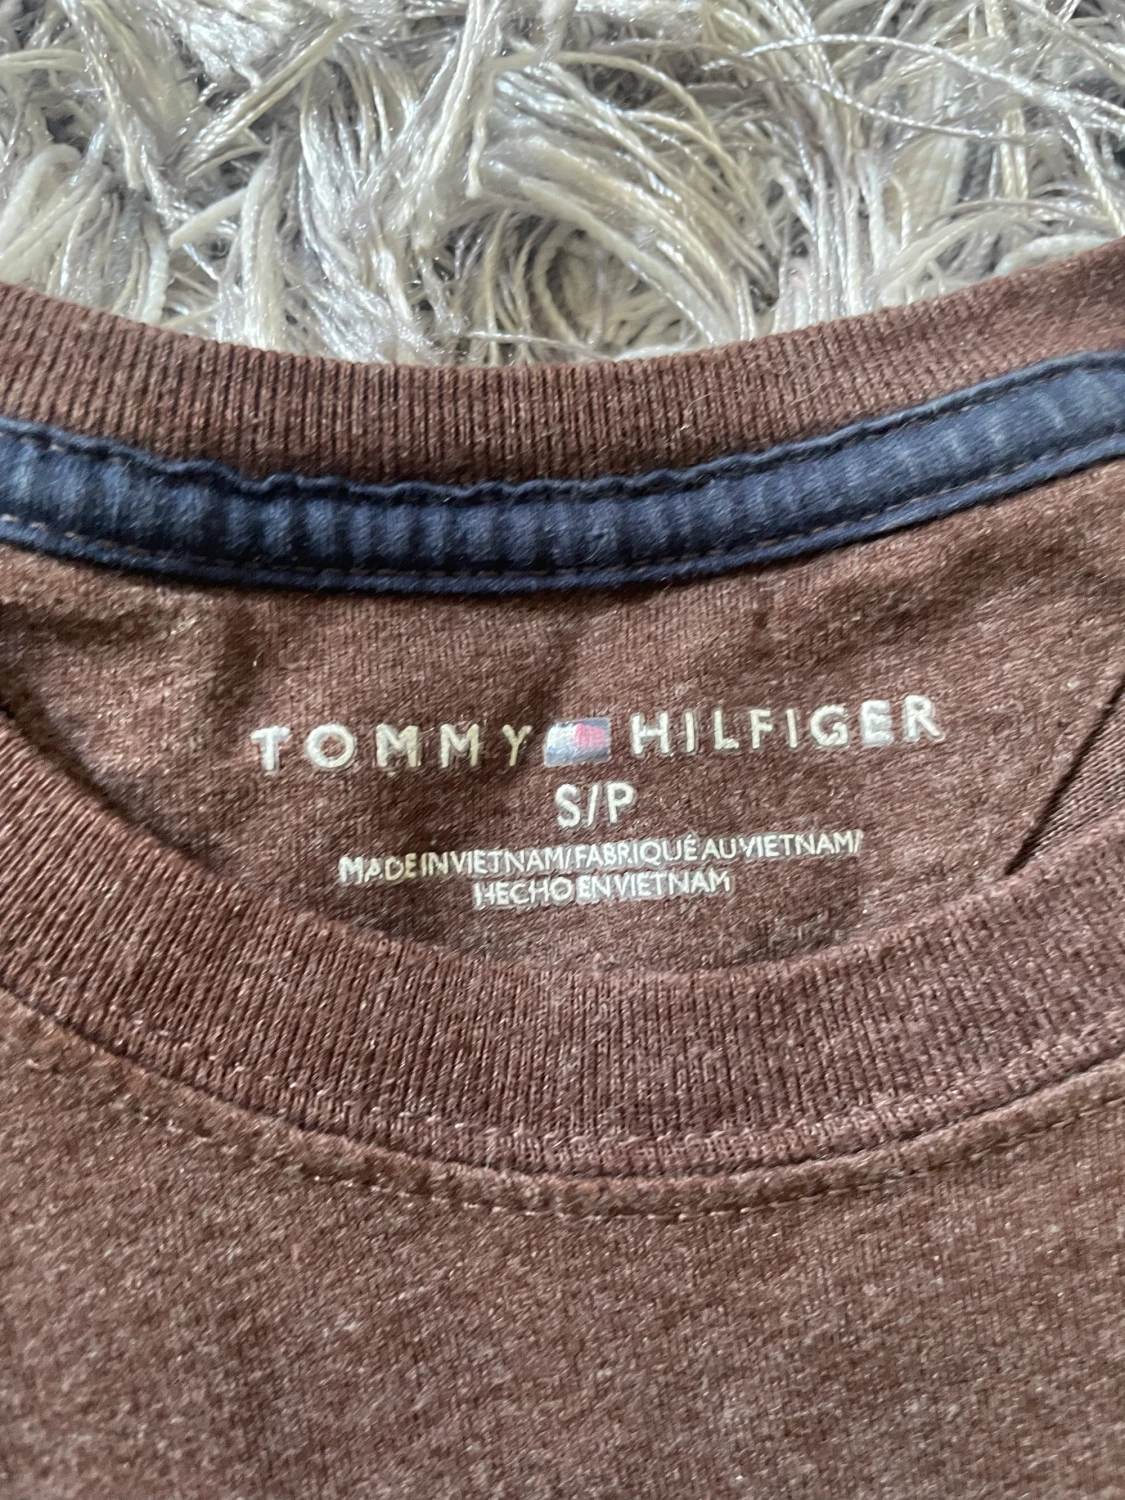 TOMMY HILFIGER
S/P
MADE IN VIETNAM/FABRIQUÉ AU VIETNAM/
HECHO EN VIETNAM